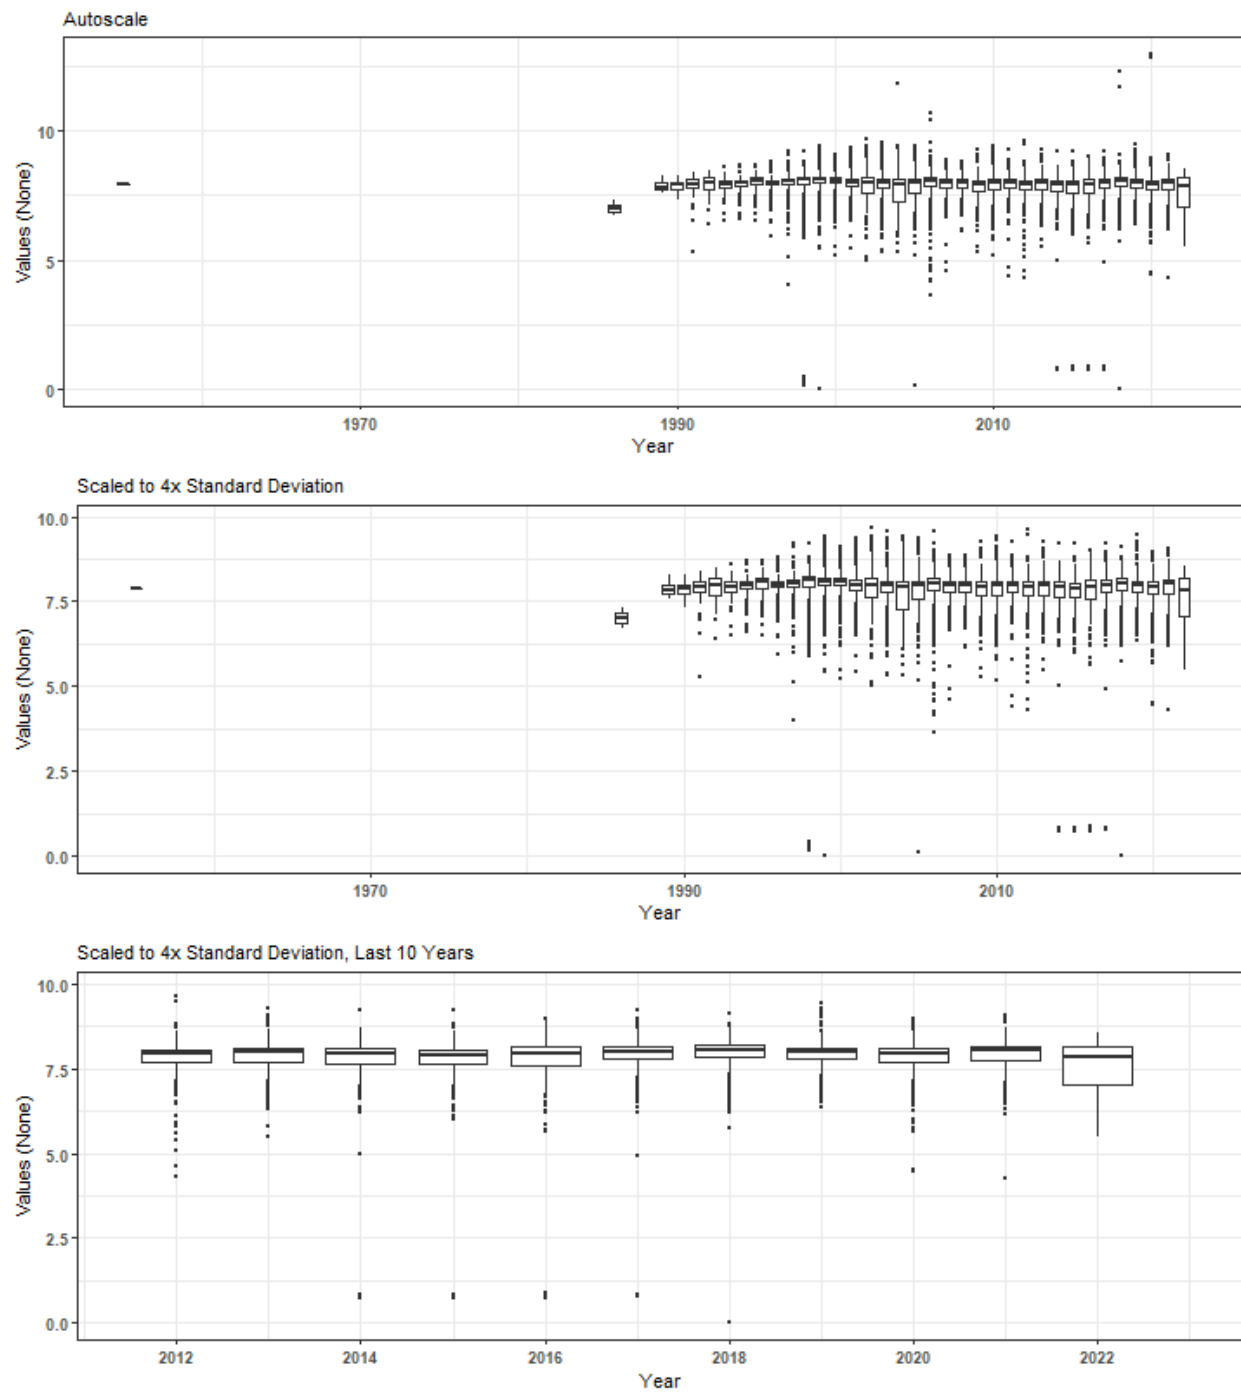 Autoscale
Values (None)
10
5
0
1970
1990
2010
Year
Scaled to 4x Standard Deviation
Values (None)
10.0
7.5
5.0
2.5
0.0
1970
1990
2010
Year
Scaled to 4x Standard Deviation, Last 10 Years
Values (None)
10.0
7.5
5.0
2.5
0.0
2012
2014
2016
2018
2020
2022
Year